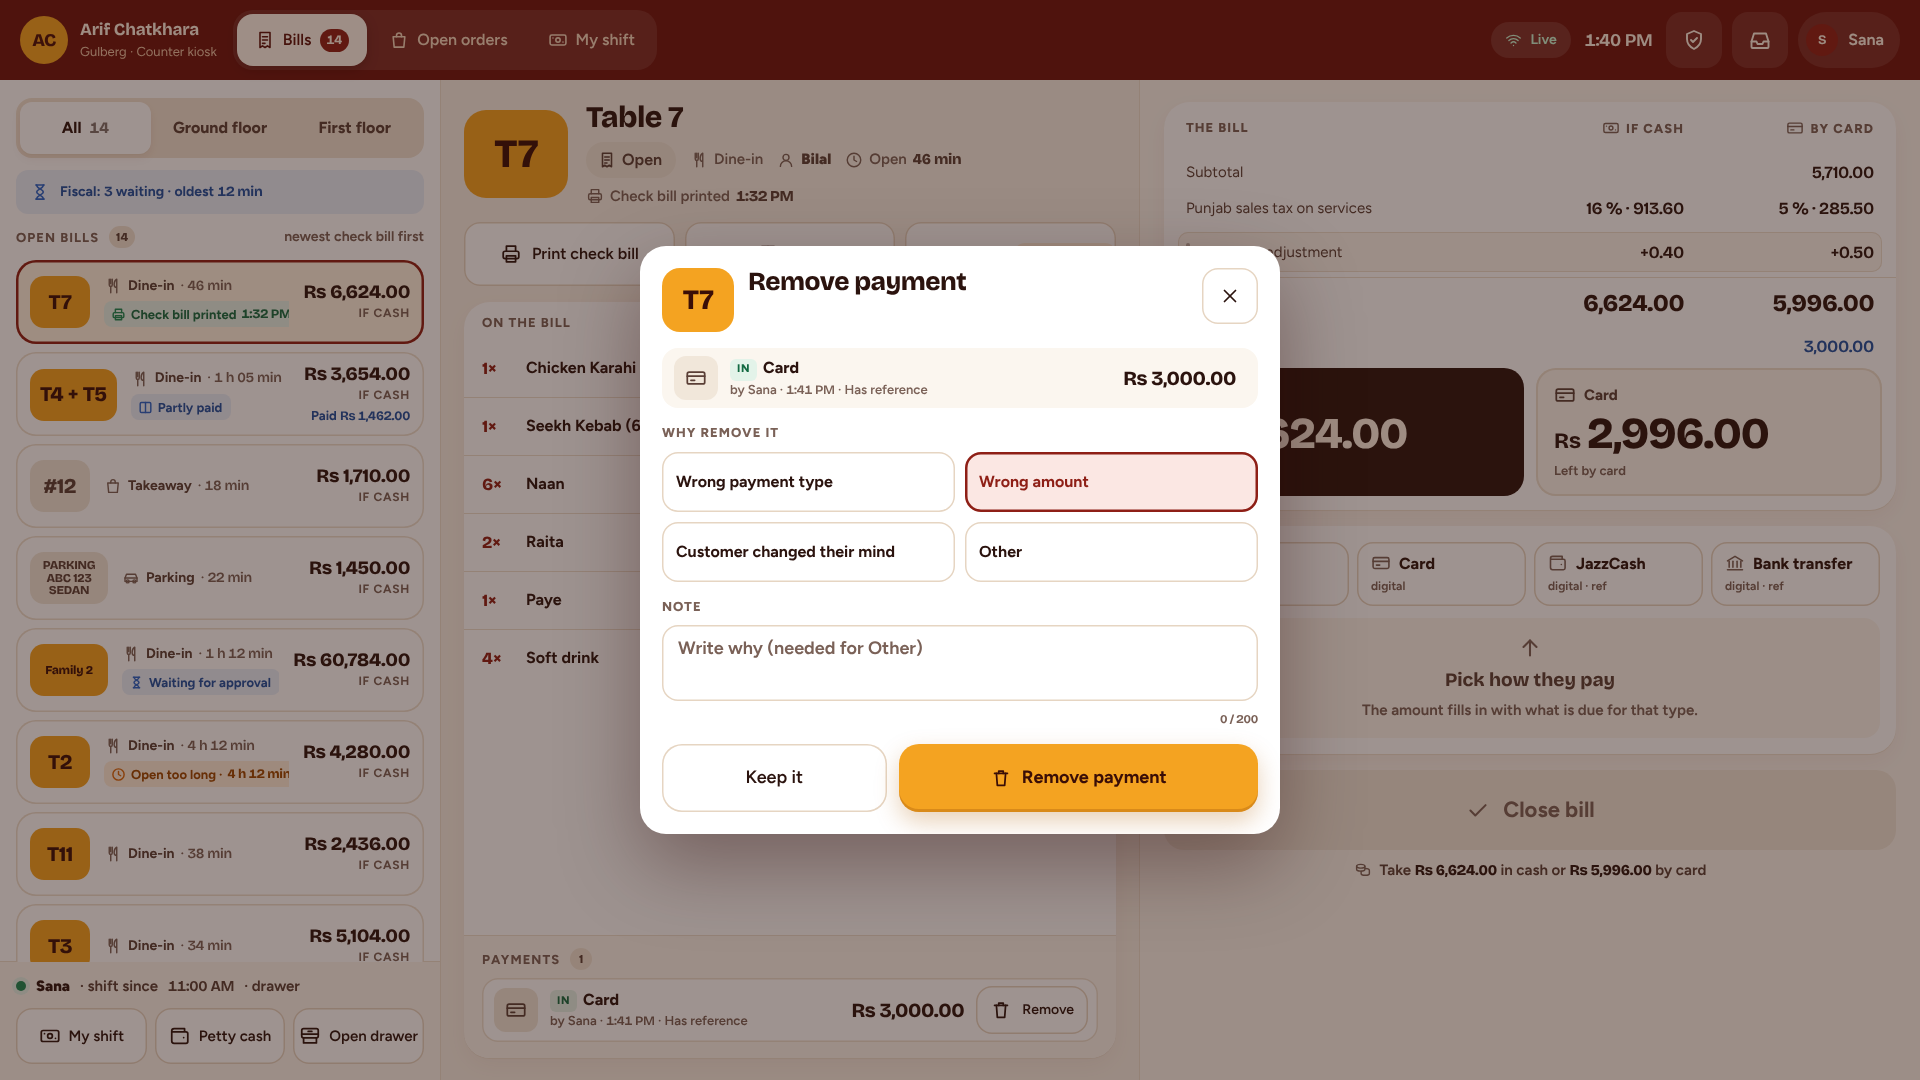 AC
Arif Chatkhara
Gulberg · Counter kiosk
Bills 14
Open orders
My shift
Live
1:40 PM
S
Sana
All 14
Ground floor
First floor
Fiscal: 3 waiting · oldest 12 min
OPEN BILLS 14
newest check bill first
T7
Dine-in · 46 min
Check bill printed 1:32 PM
Rs 6,624.00
IF CASH
T4 + T5
Dine-in · 1 h 05 min
Partly paid
Rs 3,654.00
IF CASH
Paid Rs 1,462.00
#12
Takeaway · 18 min
Rs 1,710.00
IF CASH
PARKING
ABC 123
SEDAN
Parking · 22 min
Rs 1,450.00
IF CASH
Family 2
Dine-in · 1 h 12 min
Waiting for approval
Rs 60,784.00
IF CASH
T2
Dine-in · 4 h 12 min
Open too long · 4 h 12 min
Rs 4,280.00
IF CASH
T11
Dine-in · 38 min
Rs 2,436.00
IF CASH
T3
Dine-in · 34 min
Rs 5,104.00
IF CASH
Sana · shift since 11:00 AM · drawer
My shift
Petty cash
Open drawer
T7
Table 7
Open
Dine-in
Bilal
Open 46 min
Check bill printed 1:32 PM
Print check bill
ON THE BILL
1× Chicken Karahi
1× Seekh Kebab (6
6× Naan
2× Raita
1× Paye
4× Soft drink
PAYMENTS 1
IN Card
by Sana · 1:41 PM · Has reference
Rs 3,000.00
Remove
T7
Remove payment
IN Card
by Sana · 1:41 PM · Has reference
Rs 3,000.00
WHY REMOVE IT
Wrong payment type
Wrong amount
Customer changed their mind
Other
NOTE
Write why (needed for Other)
0 / 200
Keep it
Remove payment
THE BILL
IF CASH
BY CARD
Subtotal
5,710.00
Punjab sales tax on services
16 % · 913.60
5 % · 285.50
djustment
+0.40
+0.50
6,624.00
5,996.00
3,000.00
624.00
Card
Rs 2,996.00
Left by card
Card
digital
JazzCash
digital · ref
Bank transfer
digital · ref
Pick how they pay
The amount fills in with what is due for that type.
Close bill
Take Rs 6,624.00 in cash or Rs 5,996.00 by card